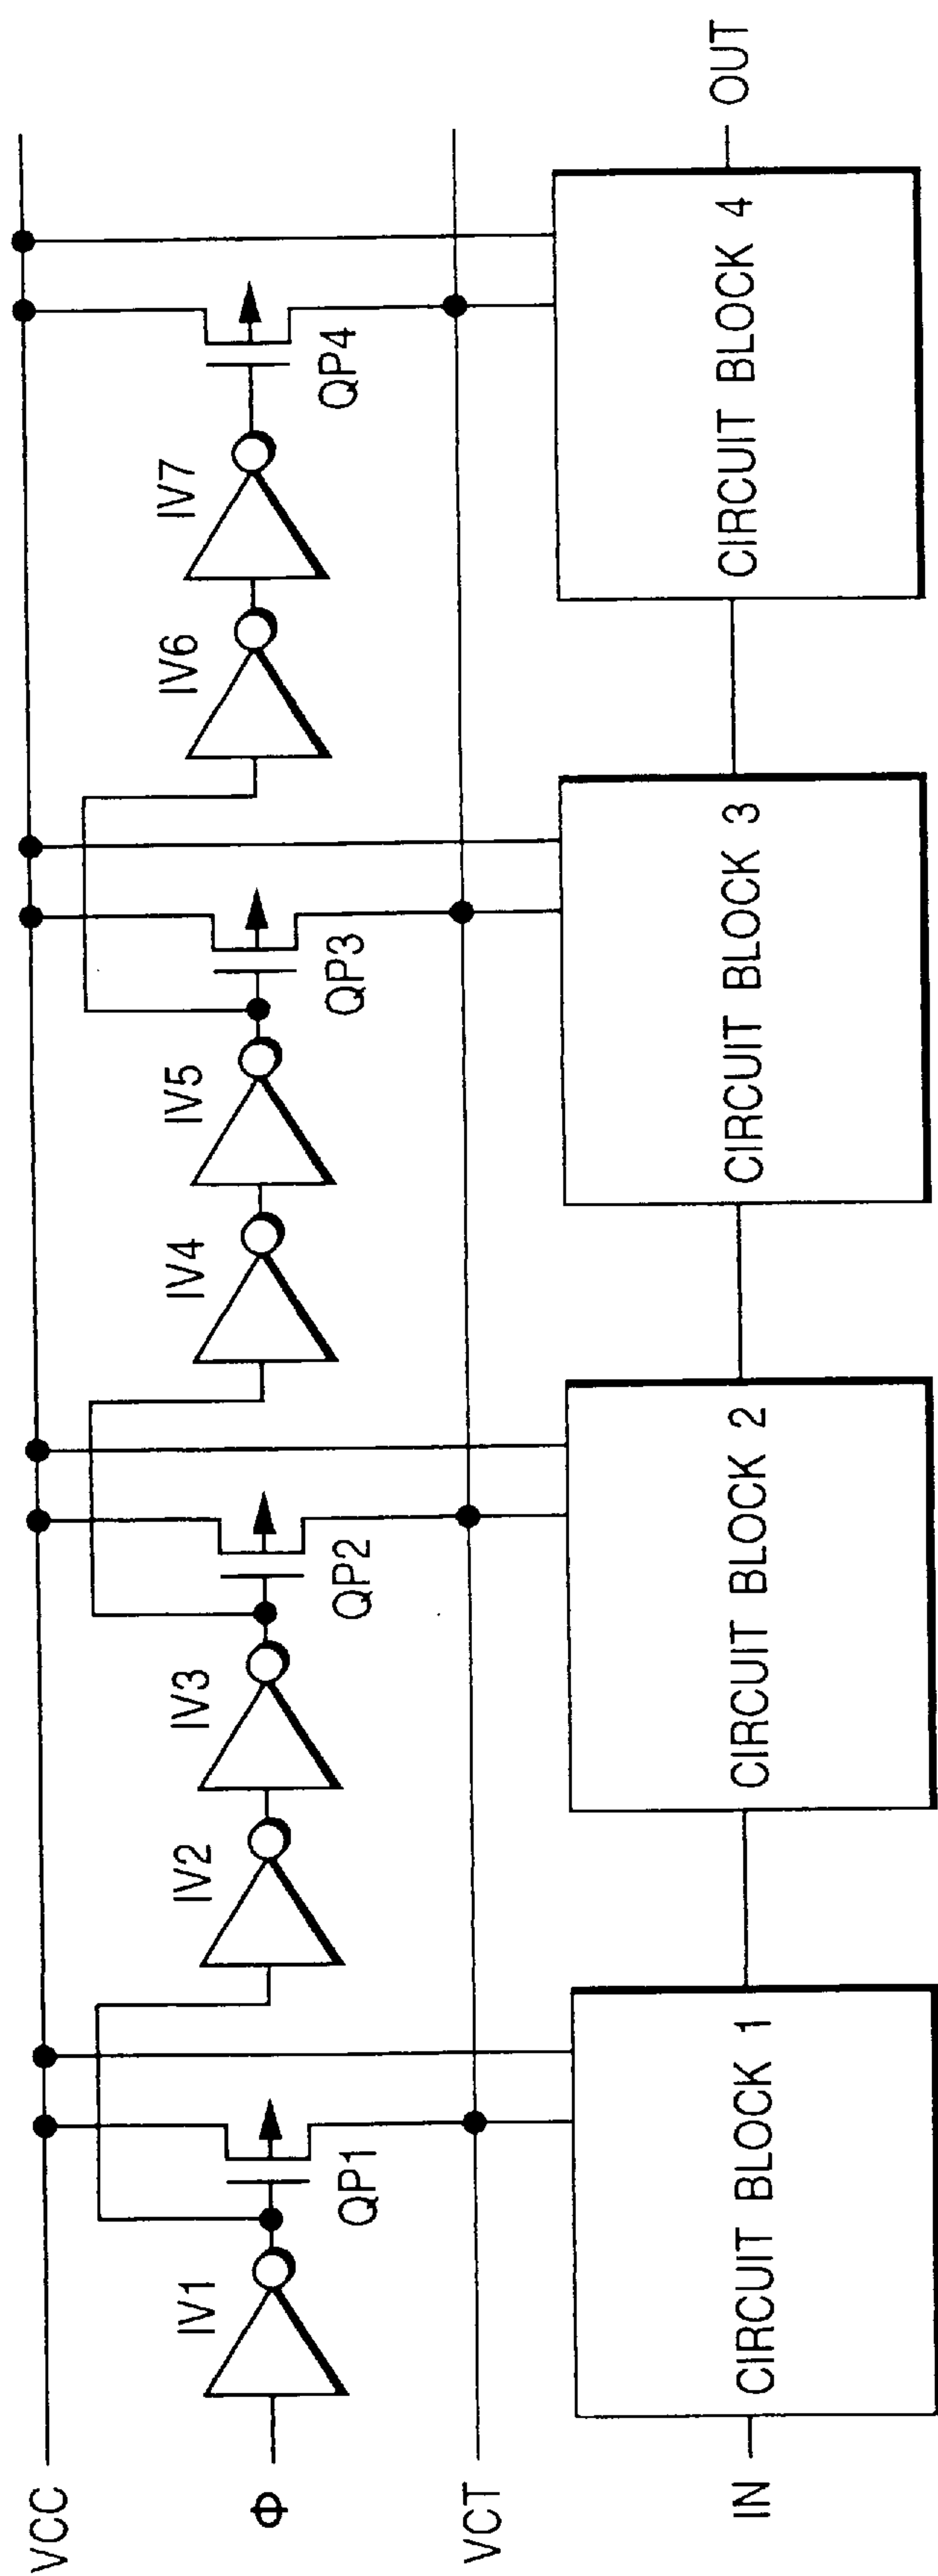 VCC
Φ
IV1
QP1
IV2
IV3
QP2
IV4
IV5
QP3
IV6
IV7
QP4
VCT
IN
CIRCUIT BLOCK 1
CIRCUIT BLOCK 2
CIRCUIT BLOCK 3
CIRCUIT BLOCK 4
OUT